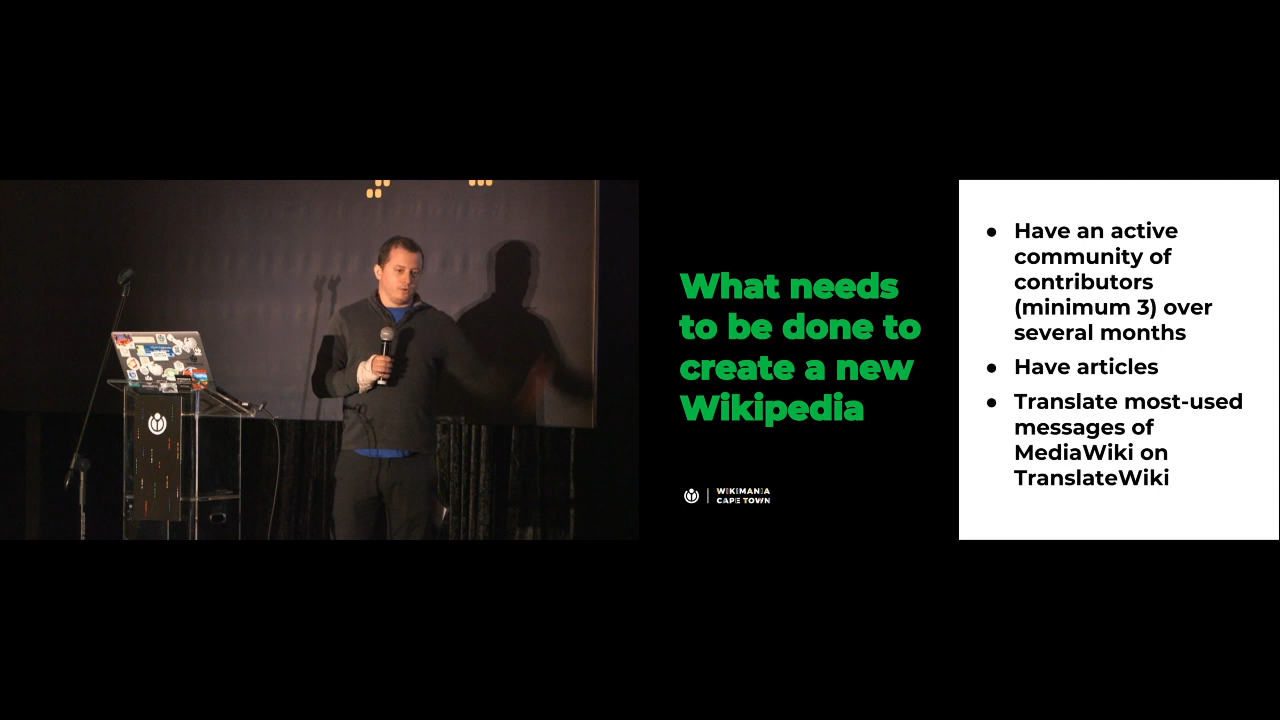 What needs
to be done to
create a new
Wikipedia
WIKIMANIA
CAPE TOWN
● Have an active
community of
contributors
(minimum 3) over
several months
● Have articles
● Translate most-used
messages of
MediaWiki on
TranslateWiki